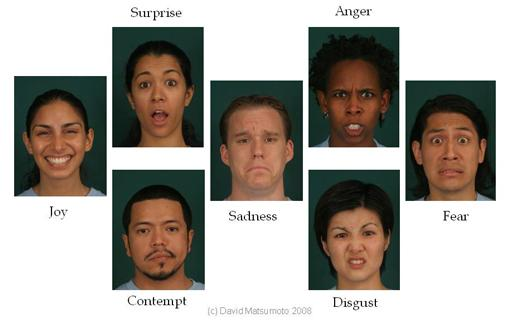 Surprise
Anger
Joy
Sadness
Fear
Contempt
Disgust
(c) David Matsumoto 2008